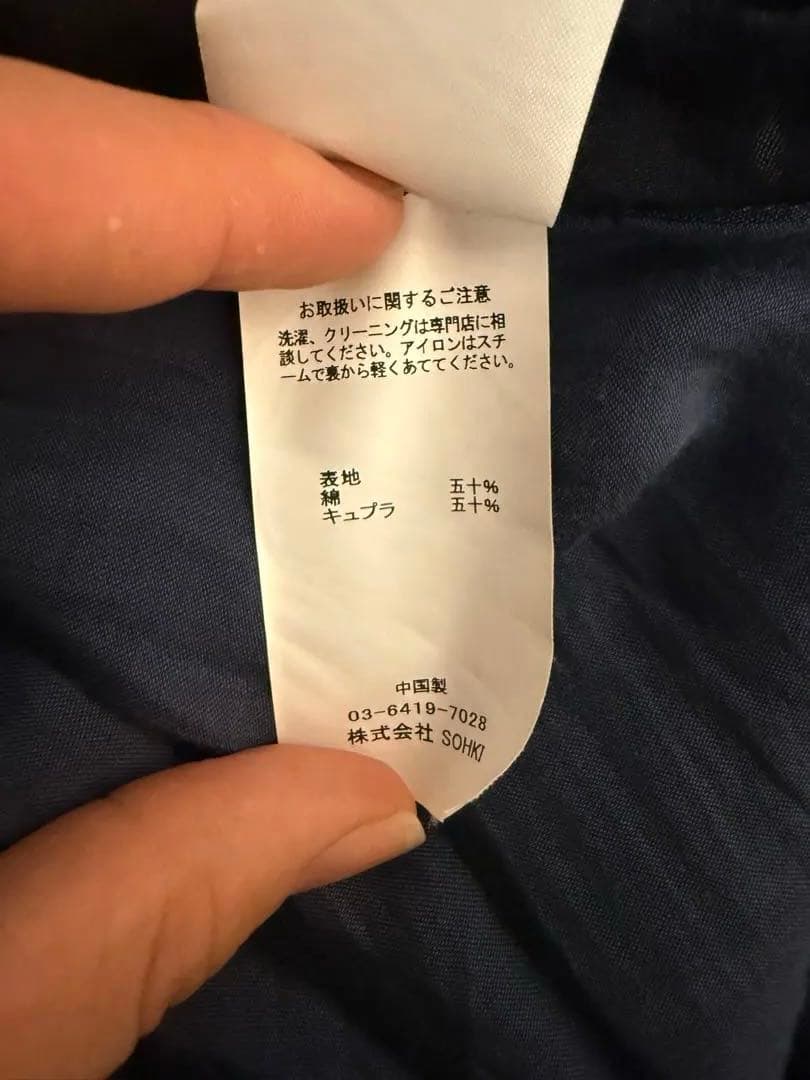 お取扱いに関するご注意
洗濯、クリーニングは専門店に相
談してください。アイロンはスチ
ームで裏から軽くあててください。
表地
綿 五十%
キュプラ 五十%
中国製
03-6419-7028
株式会社 SOHKI